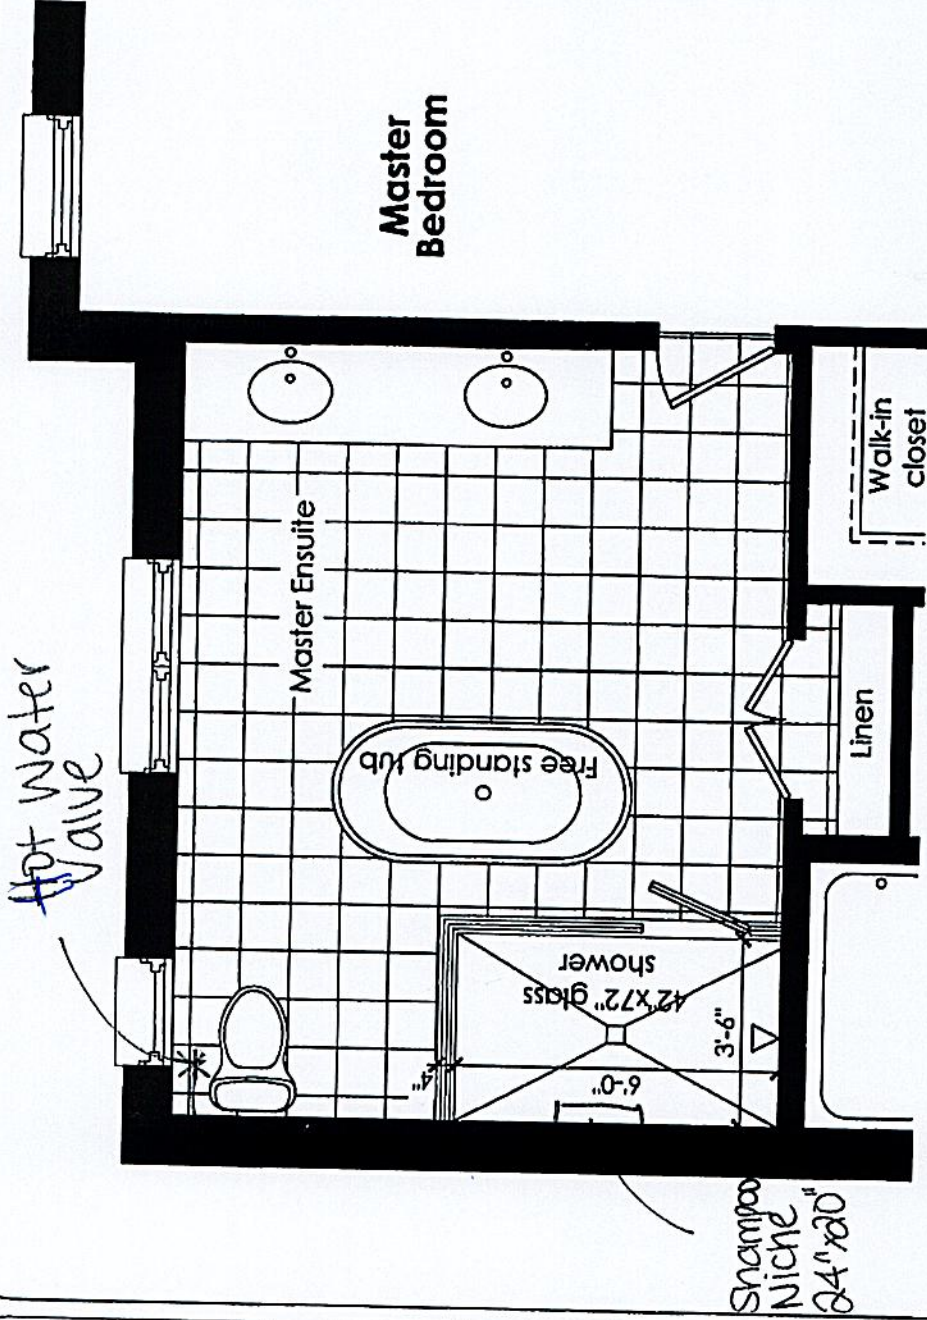 Hot Water
Valve
Master
Bedroom
Master Ensuite
Free standing tub
42"x72" glass
shower
4"
6'-0"
3'-6"
Linen
Walk-in
closet
Shampoo
Niche
24"x20"